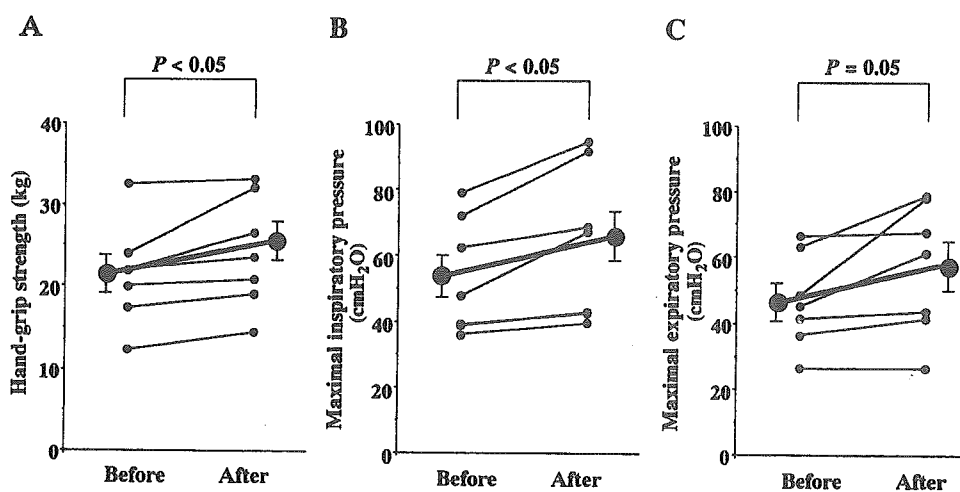 A
P < 0.05
Hand-grip strength (kg)
40
30
20
10
0
Before After
B
P < 0.05
Maximal inspiratory pressure
(cmH₂O)
100
80
60
40
20
0
Before After
C
P = 0.05
Maximal expiratory pressure
(cmH₂O)
100
80
60
40
20
0
Before After